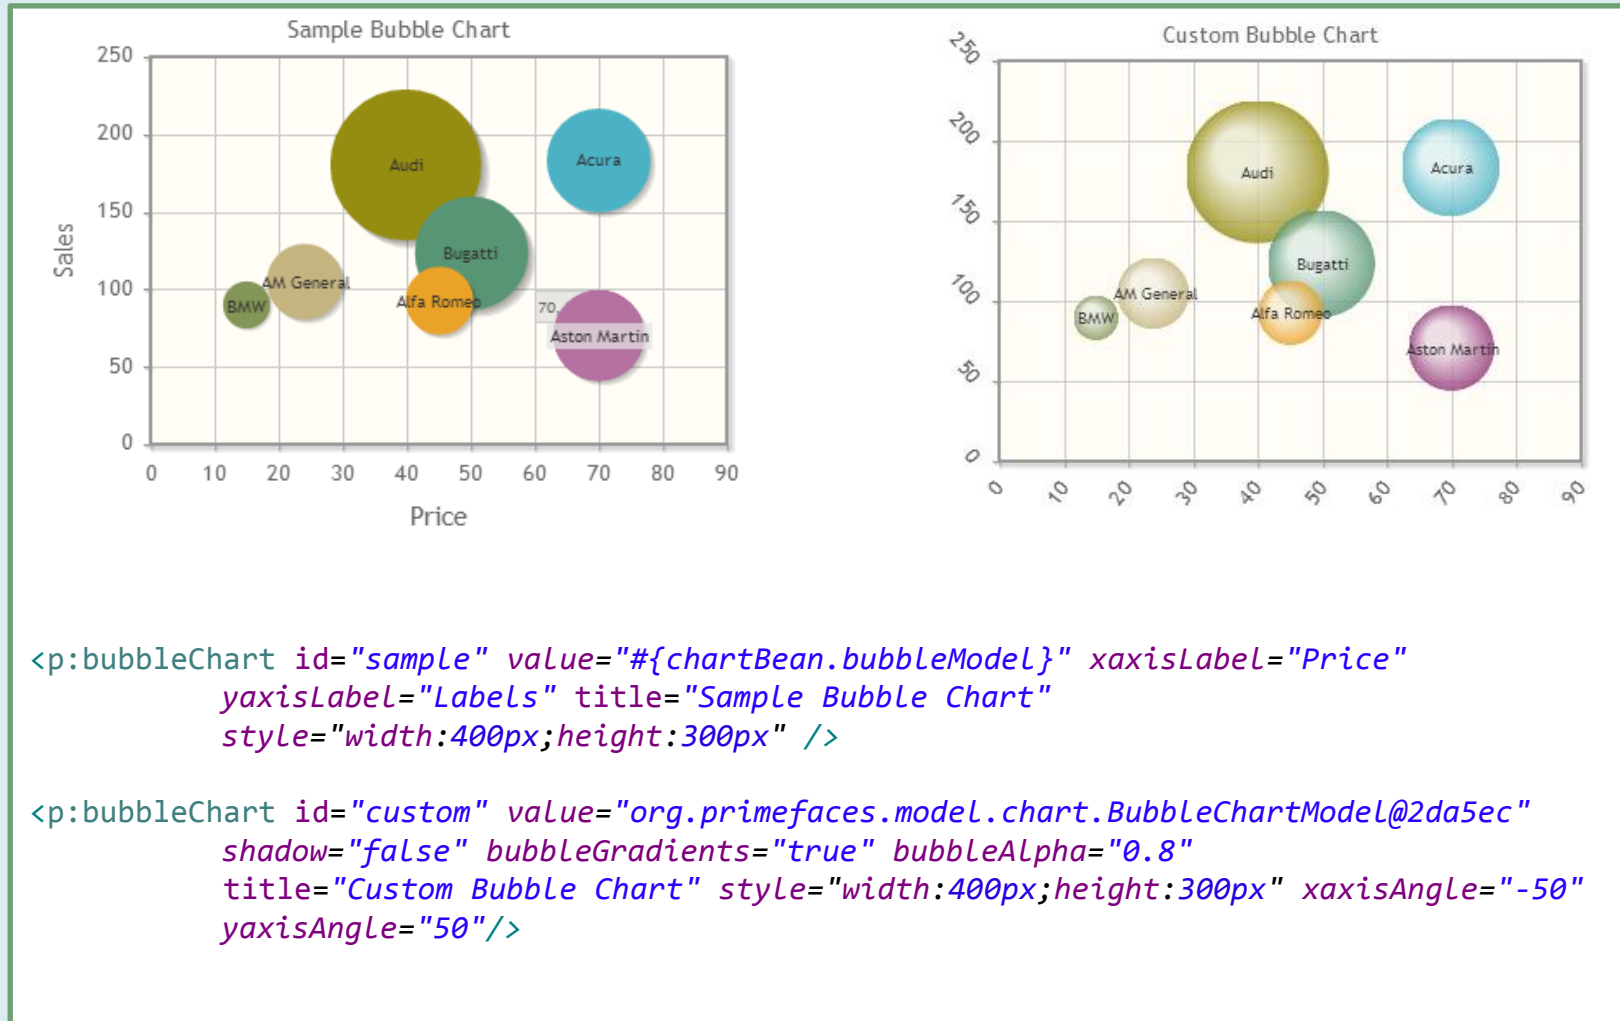 Sample Bubble Chart
250
200
150
100
50
0
Sales
Audi
Acura
Bugatti
AM General
BMW
Alfa Romeo
70,
Aston Martin
0 10 20 30 40 50 60 70 80 90
Price
Custom Bubble Chart
250
200
150
100
50
0
Audi
Acura
Bugatti
AM General
BMW
Alfa Romeo
Aston Martin
0 10 20 30 40 50 60 70 80 90
<p:bubbleChart id="sample" value="#{chartBean.bubbleModel}" xaxisLabel="Price"
yaxisLabel="Labels" title="Sample Bubble Chart"
style="width:400px;height:300px" />
<p:bubbleChart id="custom" value="org.primefaces.model.chart.BubbleChartModel@2da5ec"
shadow="false" bubbleGradients="true" bubbleAlpha="0.8"
title="Custom Bubble Chart" style="width:400px;height:300px" xaxisAngle="-50"
yaxisAngle="50"/>